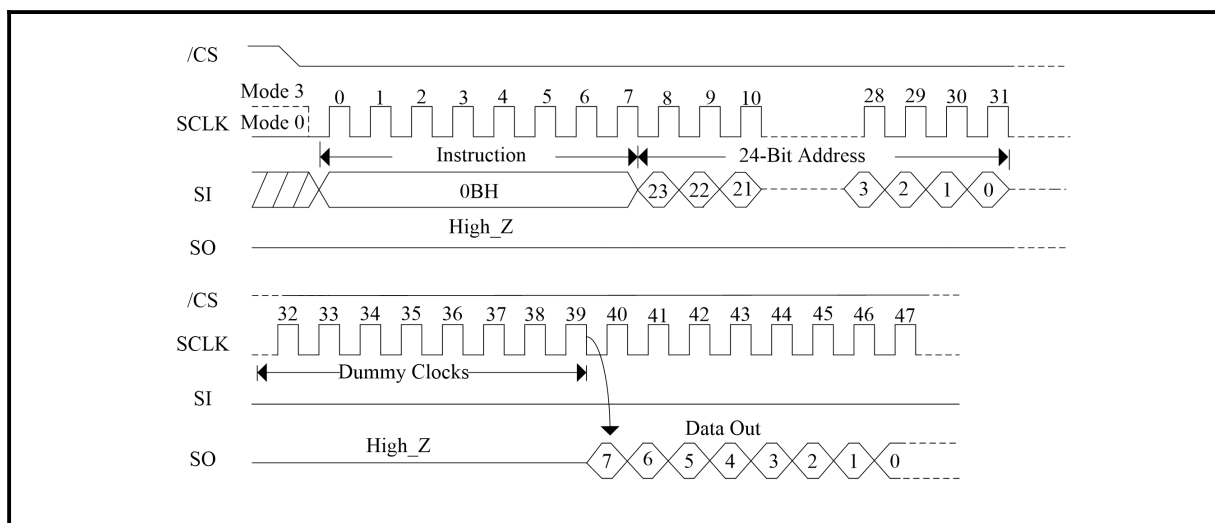 /CS
Mode 3
0 1 2 3 4 5 6 7 8 9 10 28 29 30 31
SCLK
Mode 0
Instruction
24-Bit Address
SI
0BH
23 22 21 3 2 1 0
High_Z
SO
/CS
32 33 34 35 36 37 38 39 40 41 42 43 44 45 46 47
SCLK
Dummy Clocks
SI
High_Z
Data Out
SO
7 6 5 4 3 2 1 0